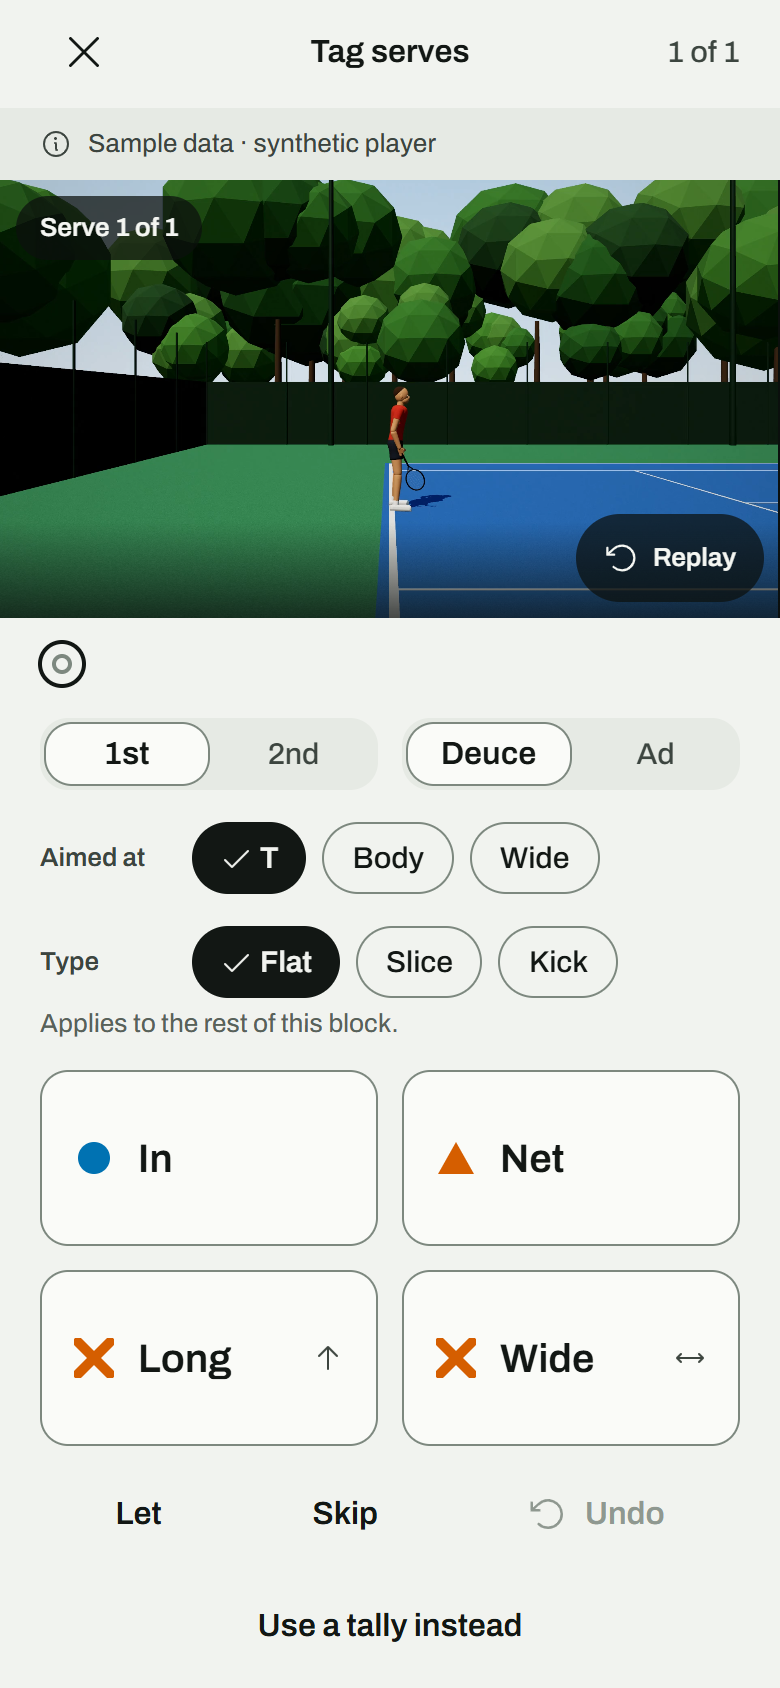 Tag serves
1 of 1
Sample data · synthetic player
Serve 1 of 1
Replay
1st
2nd
Deuce
Ad
Aimed at
T
Body
Wide
Type
Flat
Slice
Kick
Applies to the rest of this block.
In
Net
Long
Wide
Let
Skip
Undo
Use a tally instead